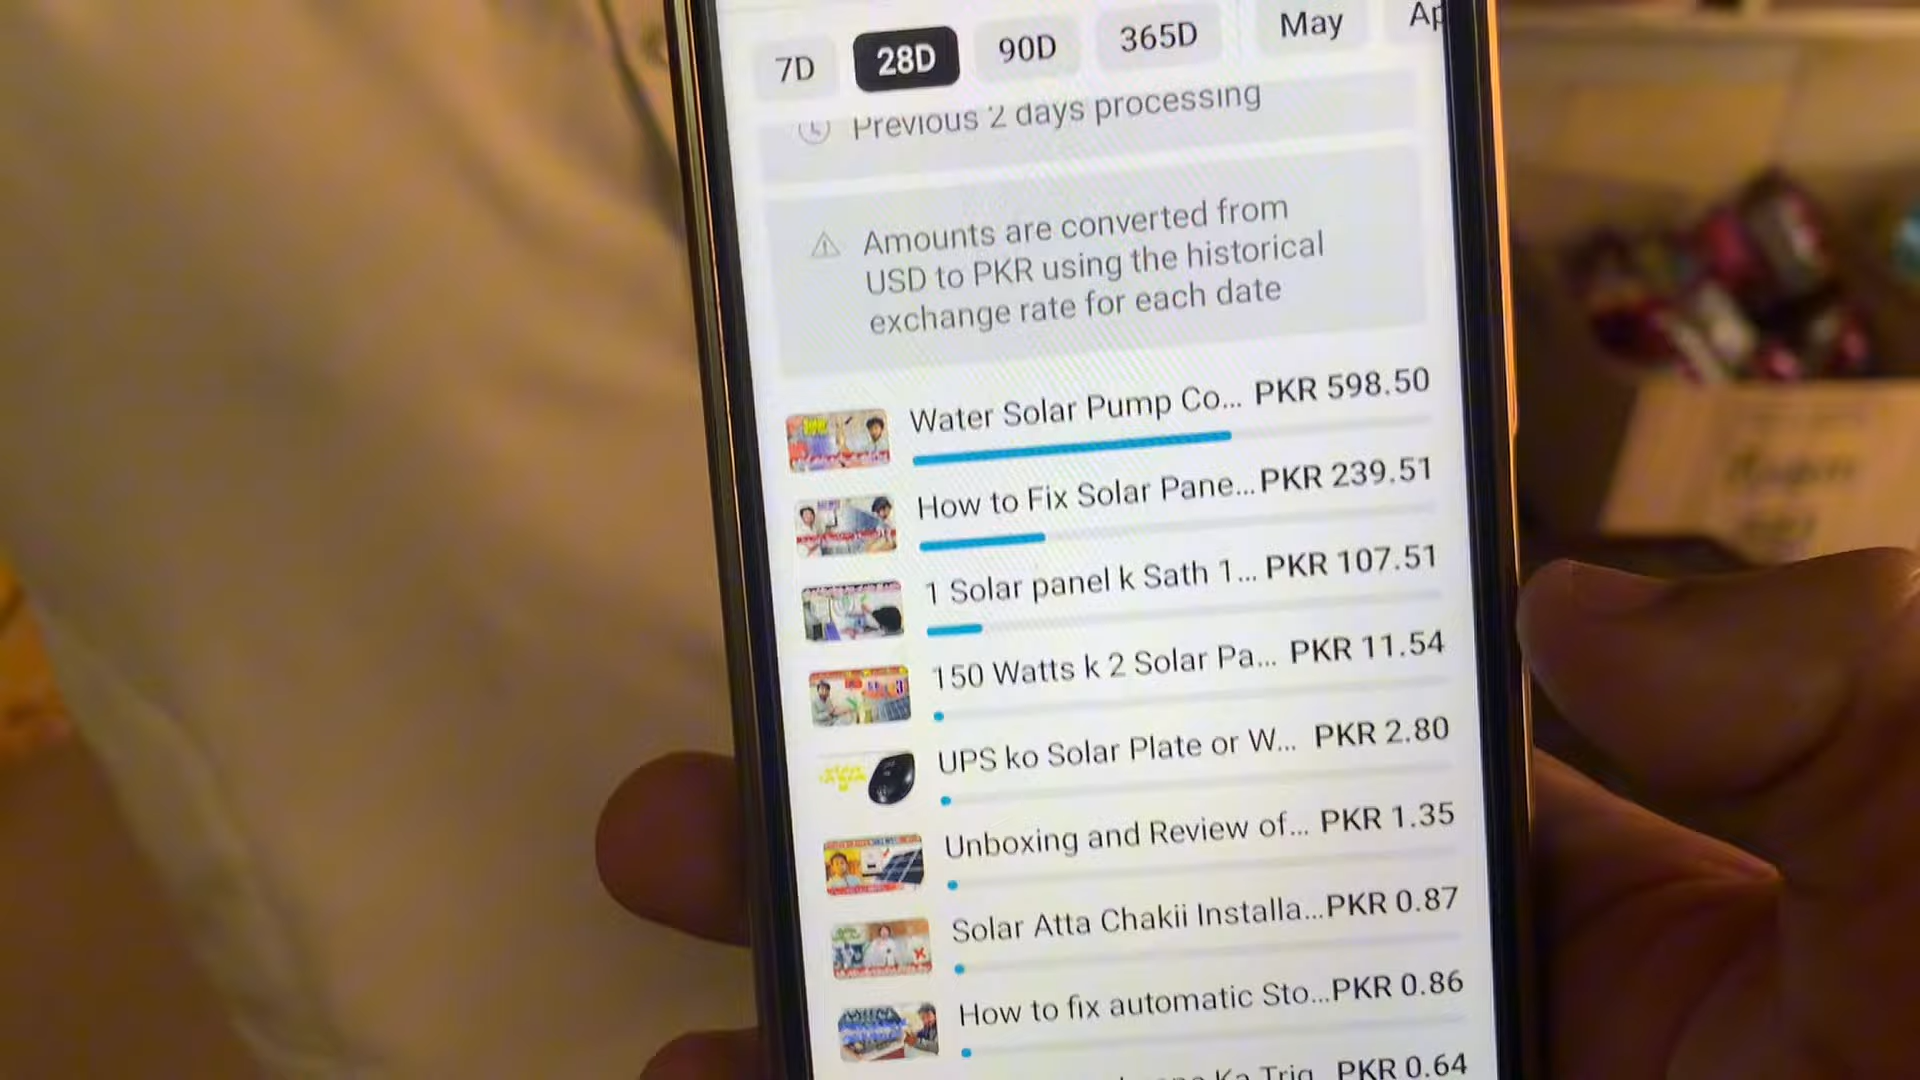 7D 28D 90D 365D May Ap
Previous 2 days processing
Amounts are converted from
USD to PKR using the historical
exchange rate for each date
Water Solar Pump Co... PKR 598.50
How to Fix Solar Pane... PKR 239.51
1 Solar panel k Sath 1... PKR 107.51
150 Watts k 2 Solar Pa... PKR 11.54
UPS ko Solar Plate or W... PKR 2.80
Unboxing and Review of... PKR 1.35
Solar Atta Chakii Installa... PKR 0.87
How to fix automatic Sto... PKR 0.86
Ka Trig PKR 0.64